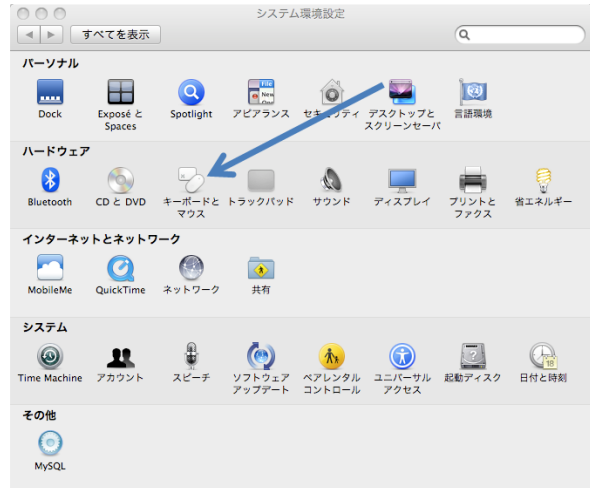 システム環境設定
すべてを表示
パーソナル
Dock
Exposé と
Spaces
Spotlight
アピアランス
セキュリティ
デスクトップと
スクリーンセーバ
言語環境
ハードウェア
Bluetooth
CD と DVD
キーボードと
マウス
トラックパッド
サウンド
ディスプレイ
プリントと
ファクス
省エネルギー
インターネットとネットワーク
MobileMe
QuickTime
ネットワーク
共有
システム
Time Machine
アカウント
スピーチ
ソフトウェア
アップデート
ペアレンタル
コントロール
ユニバーサル
アクセス
起動ディスク
日付と時刻
その他
MySQL